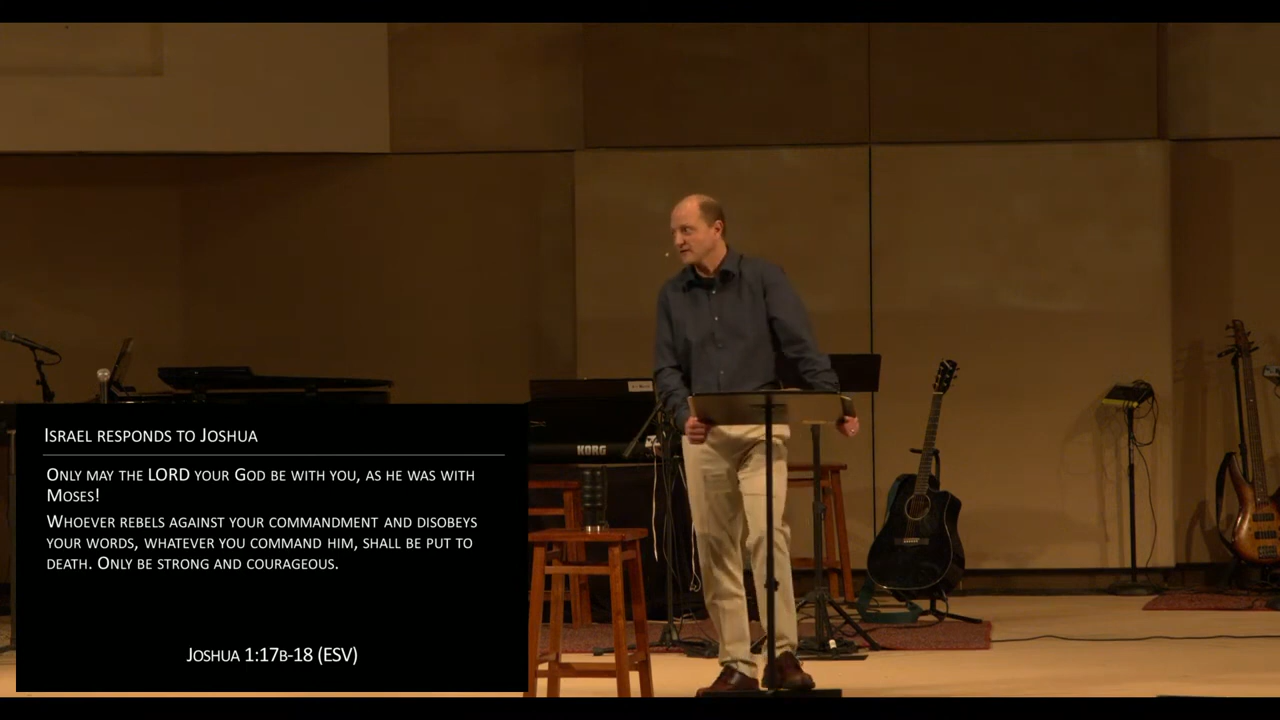 Israel responds to Joshua
Only may the LORD your God be with you, as he was with
Moses!
Whoever rebels against your commandment and disobeys
your words, whatever you command him, shall be put to
death. Only be strong and courageous.
Joshua 1:17b-18 (ESV)
KORG